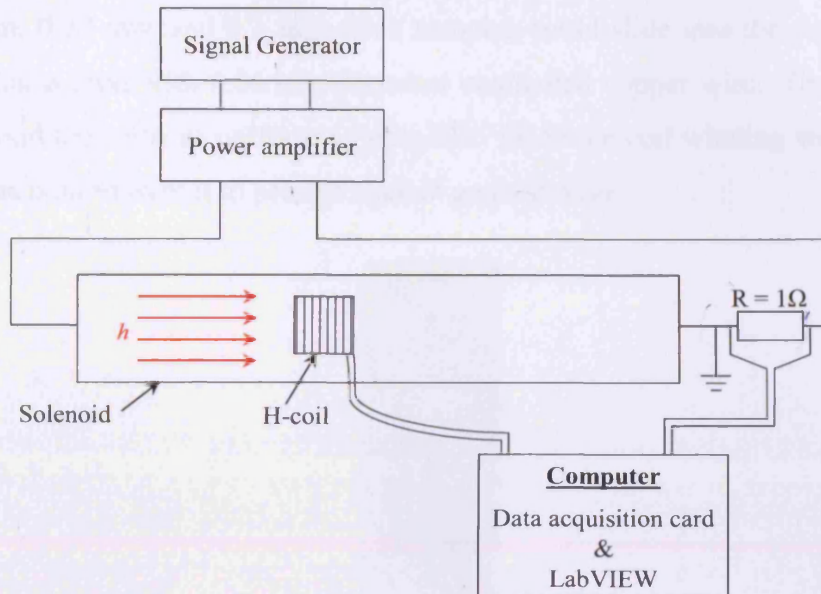 Signal Generator
Power amplifier
R = 1Ω
h
Solenoid
H-coil
Computer
Data acquisition card
&
LabVIEW